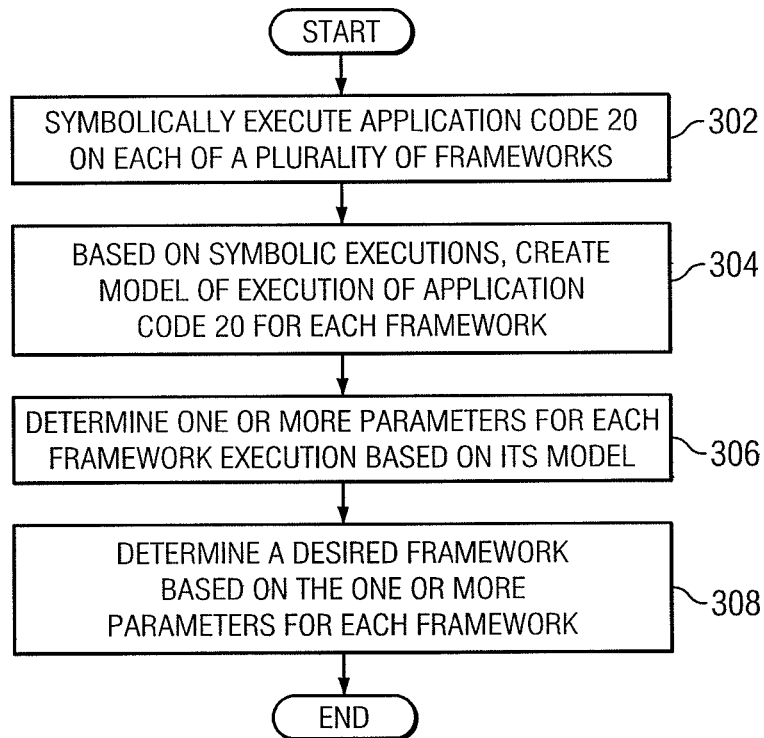 START
SYMBOLICALLY EXECUTE APPLICATION CODE 20
ON EACH OF A PLURALITY OF FRAMEWORKS
302
BASED ON SYMBOLIC EXECUTIONS, CREATE
MODEL OF EXECUTION OF APPLICATION
CODE 20 FOR EACH FRAMEWORK
304
DETERMINE ONE OR MORE PARAMETERS FOR EACH
FRAMEWORK EXECUTION BASED ON ITS MODEL
306
DETERMINE A DESIRED FRAMEWORK
BASED ON THE ONE OR MORE
PARAMETERS FOR EACH FRAMEWORK
308
END